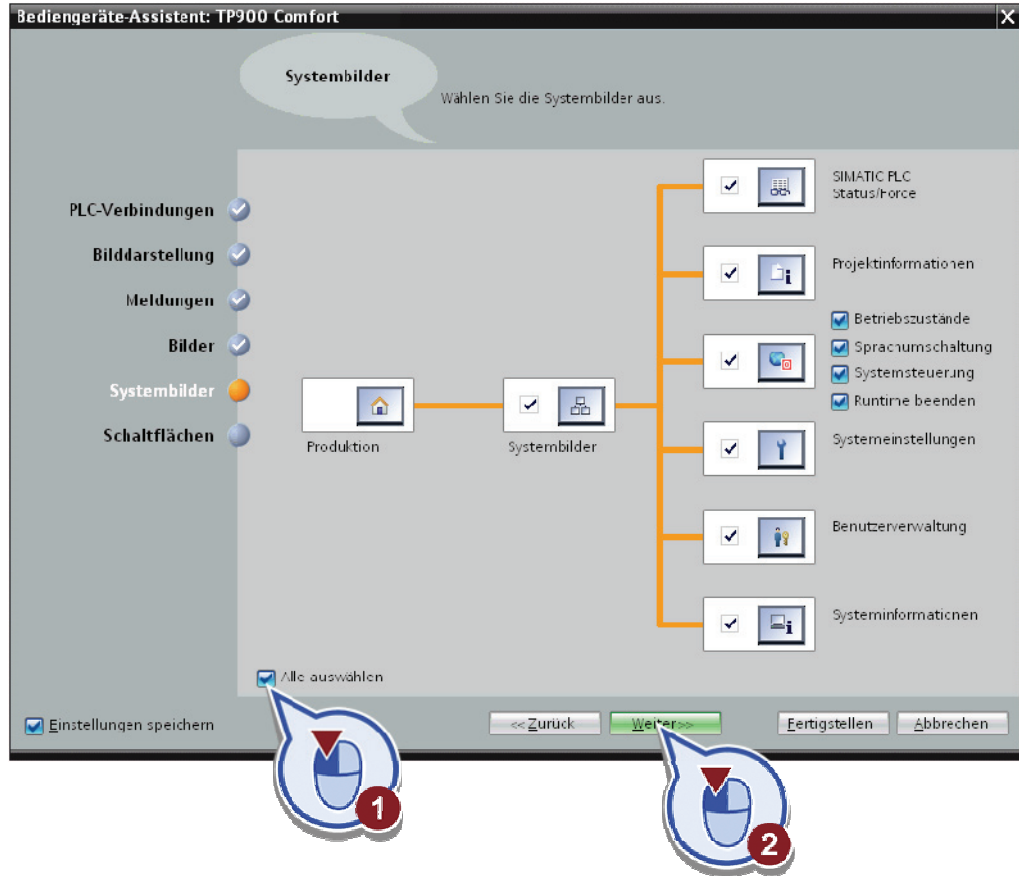 Bediengeräte-Assistent: TP900 Comfort
Systembilder
Wählen Sie die Systembilder aus.
PLC-Verbindungen
Bilddarstellung
Meldungen
Bilder
Systembilder
Schaltflächen
Produktion
Systembilder
SIMATIC PLC
Status/Force
Projektinformationen
Betriebszustände
Sprachumschaltung
Systemsteuerung
Runtime beenden
Systemeinstellungen
Benutzerverwaltung
Systeminformationen
Alle auswählen
Einstellungen speichern
<<Zurück
Weiter>>
Fertigstellen
Abbrechen
1
2